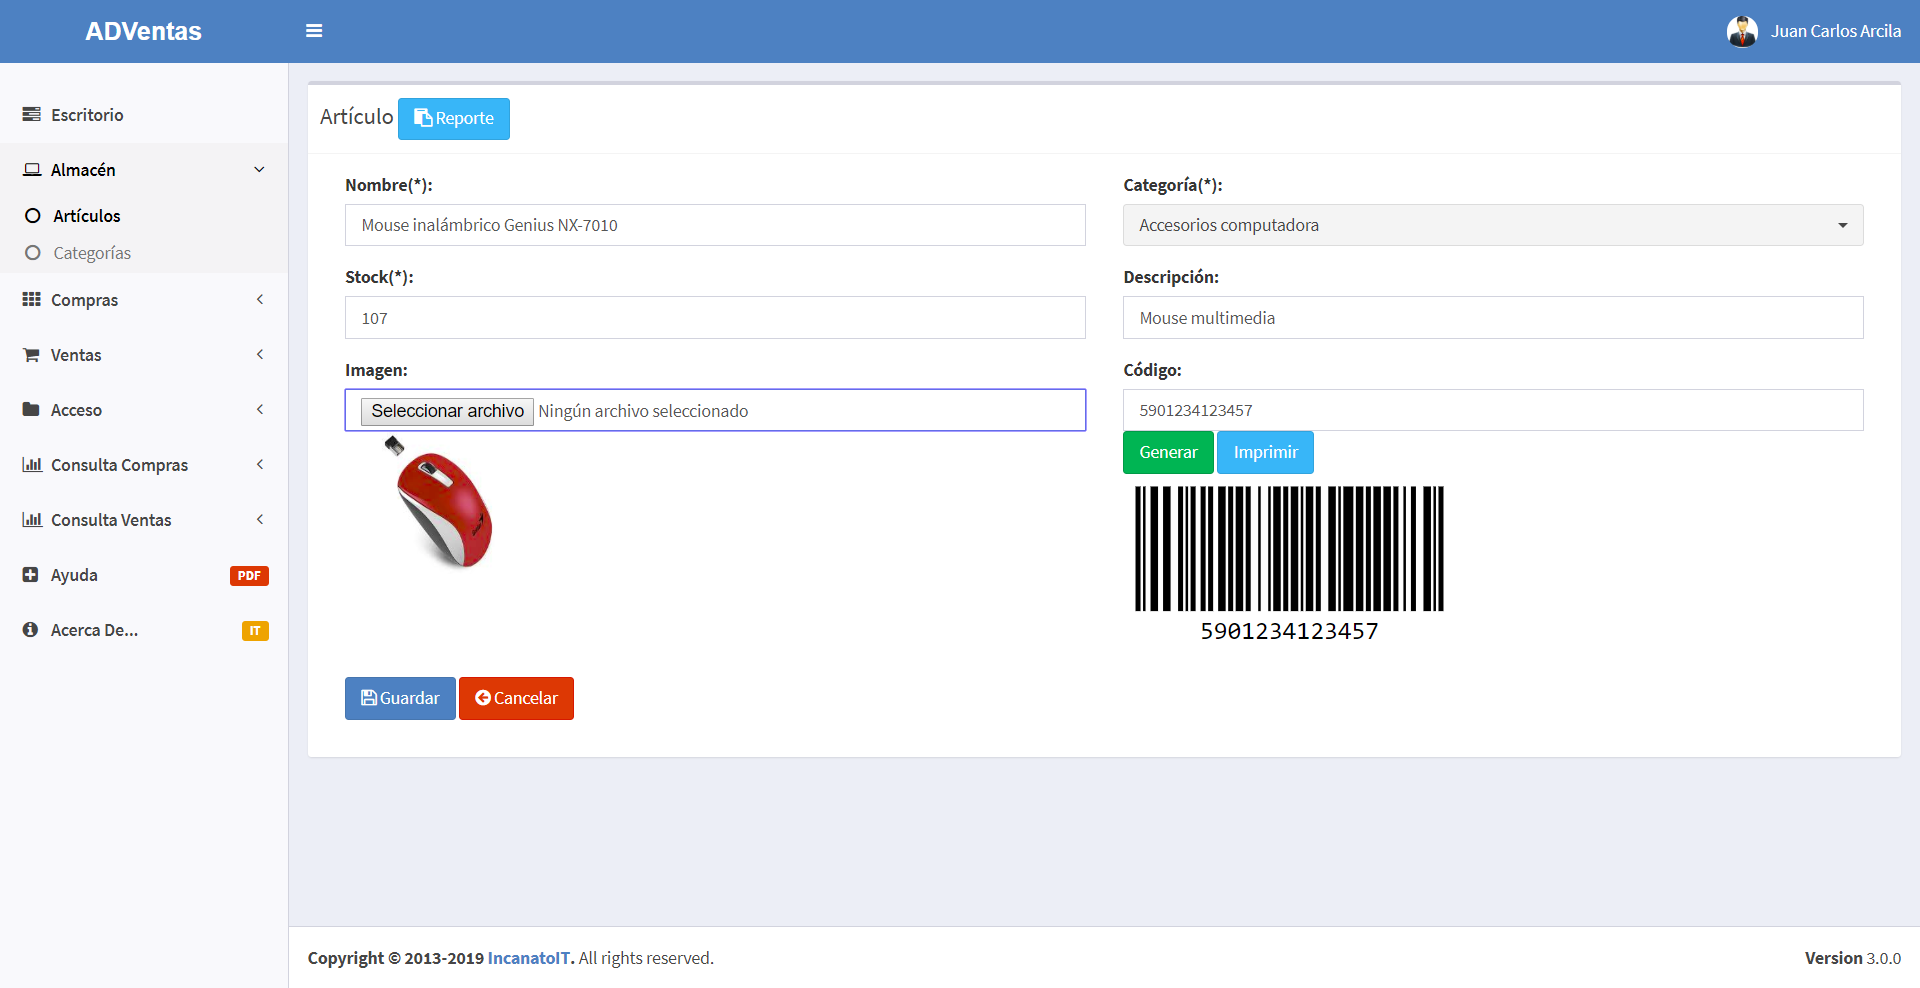 ADVentas
Juan Carlos Arcila
Escritorio
Almacén
Artículos
Categorías
Compras
Ventas
Acceso
Consulta Compras
Consulta Ventas
Ayuda PDF
Acerca De... IT
Artículo Reporte
Nombre(*):
Mouse inalámbrico Genius NX-7010
Categoría(*):
Accesorios computadora
Stock(*):
107
Descripción:
Mouse multimedia
Imagen:
Seleccionar archivo Ningún archivo seleccionado
Código:
5901234123457
Generar Imprimir
5901234123457
Guardar Cancelar
Copyright © 2013-2019 IncanatoIT. All rights reserved.
Version 3.0.0